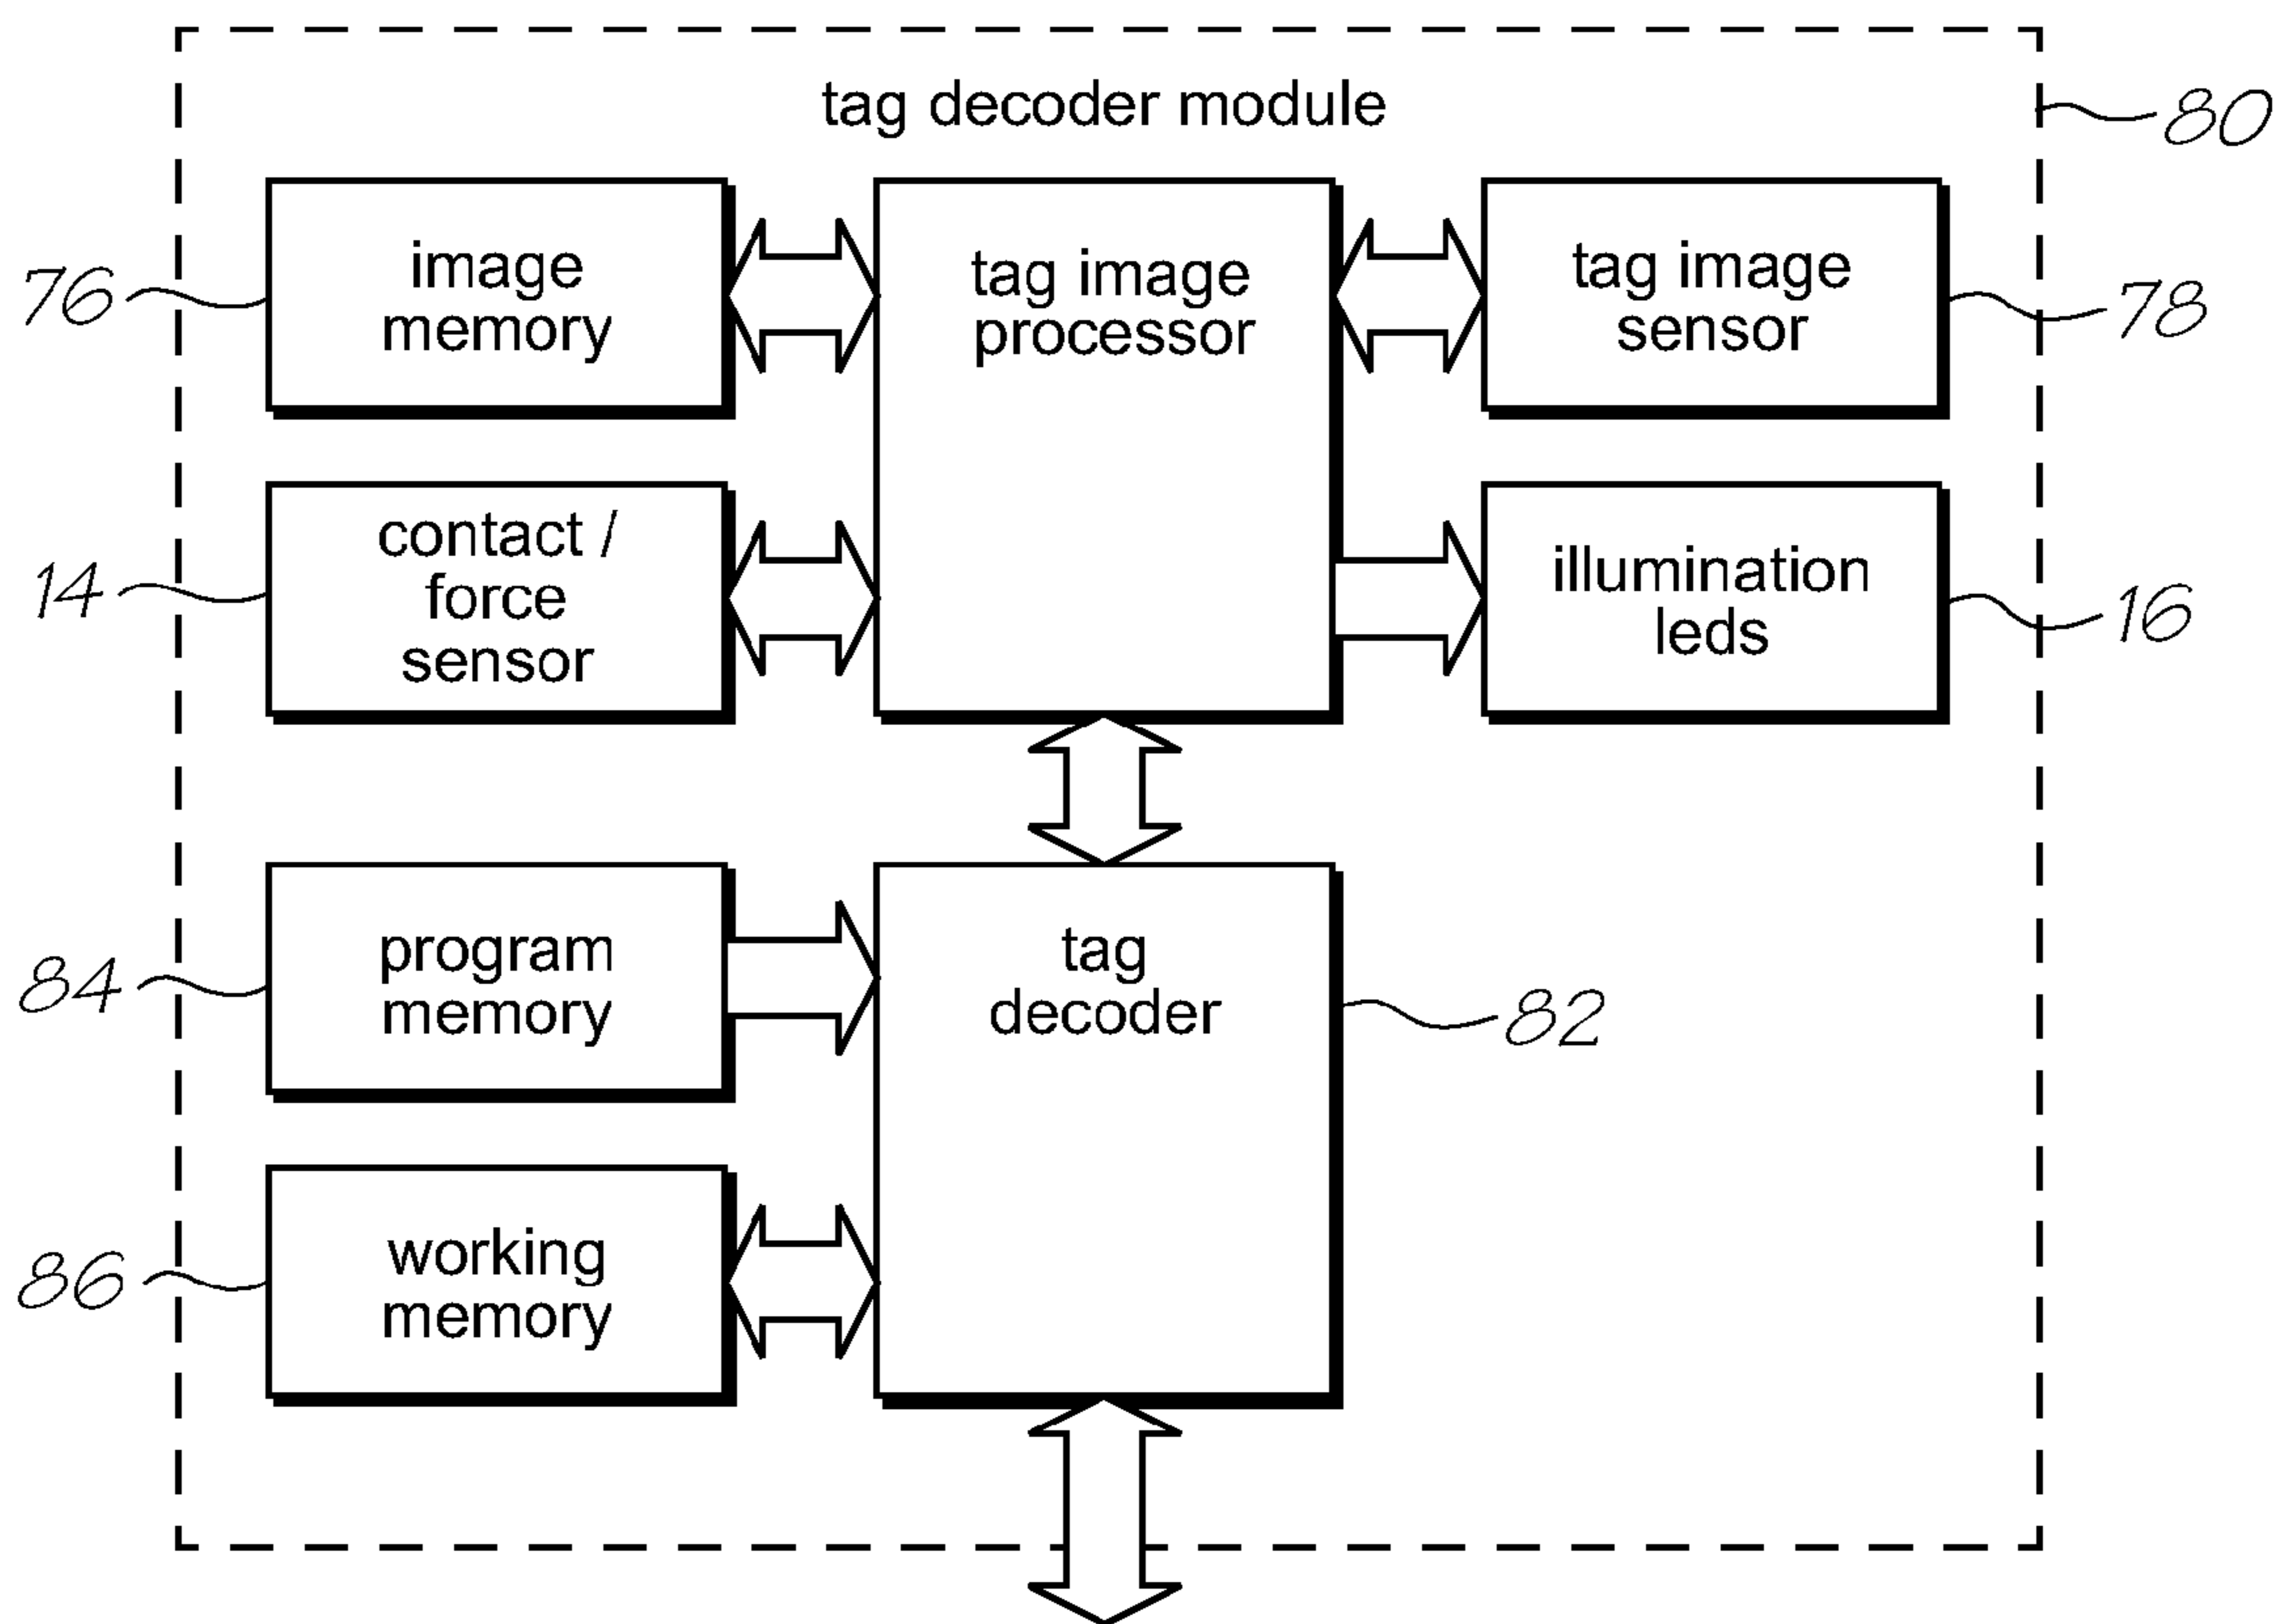 tag decoder module
80
image
memory
76
tag image
processor
tag image
sensor
78
contact /
force
sensor
14
illumination
leds
16
program
memory
84
tag
decoder
82
working
memory
86